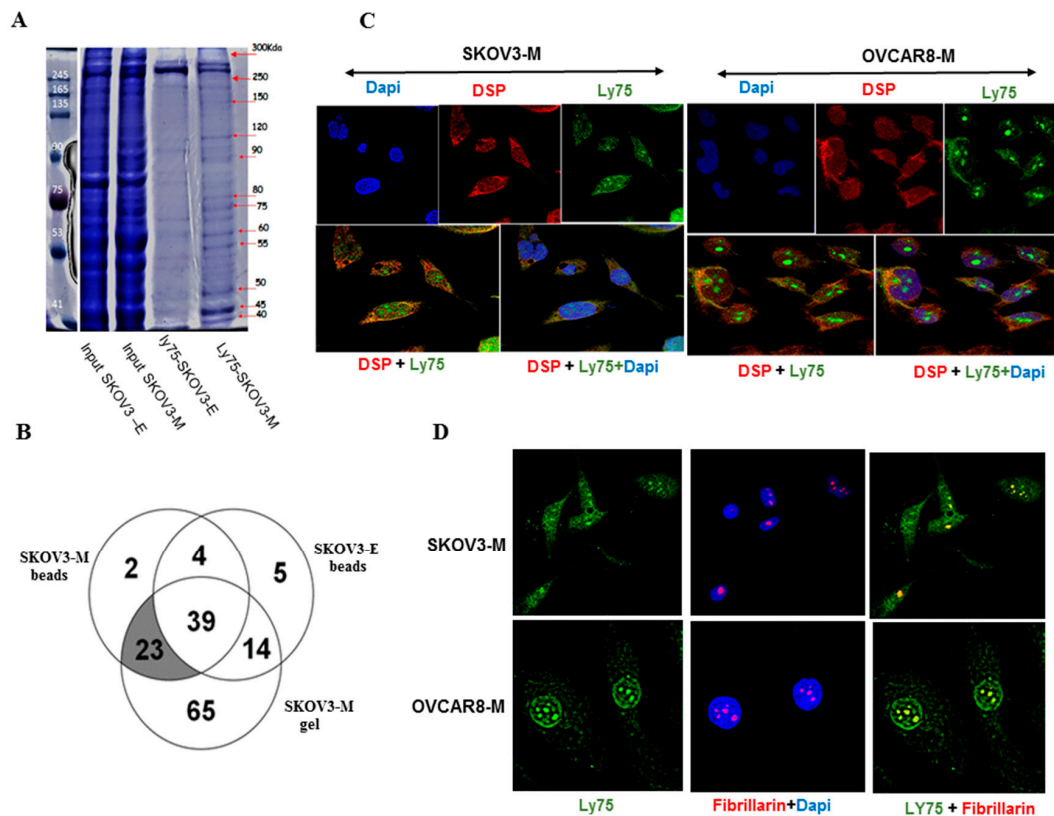 A
300Kda
245
165
135
90
75
53
41
250
150
120
90
80
75
60
55
50
45
40
Input SKOV3 –E
Input SKOV3-M
ly75-SKOV3-E
Ly75-SKOV3-M
B
SKOV3-M
beads
SKOV3-E
beads
SKOV3-M
gel
2
4
5
39
23
14
65
C
SKOV3-M
Dapi
DSP
Ly75
DSP + Ly75
DSP + Ly75+Dapi
OVCAR8-M
Dapi
DSP
Ly75
DSP + Ly75
DSP + Ly75+Dapi
D
SKOV3-M
OVCAR8-M
Ly75
Fibrillarin+Dapi
LY75 + Fibrillarin